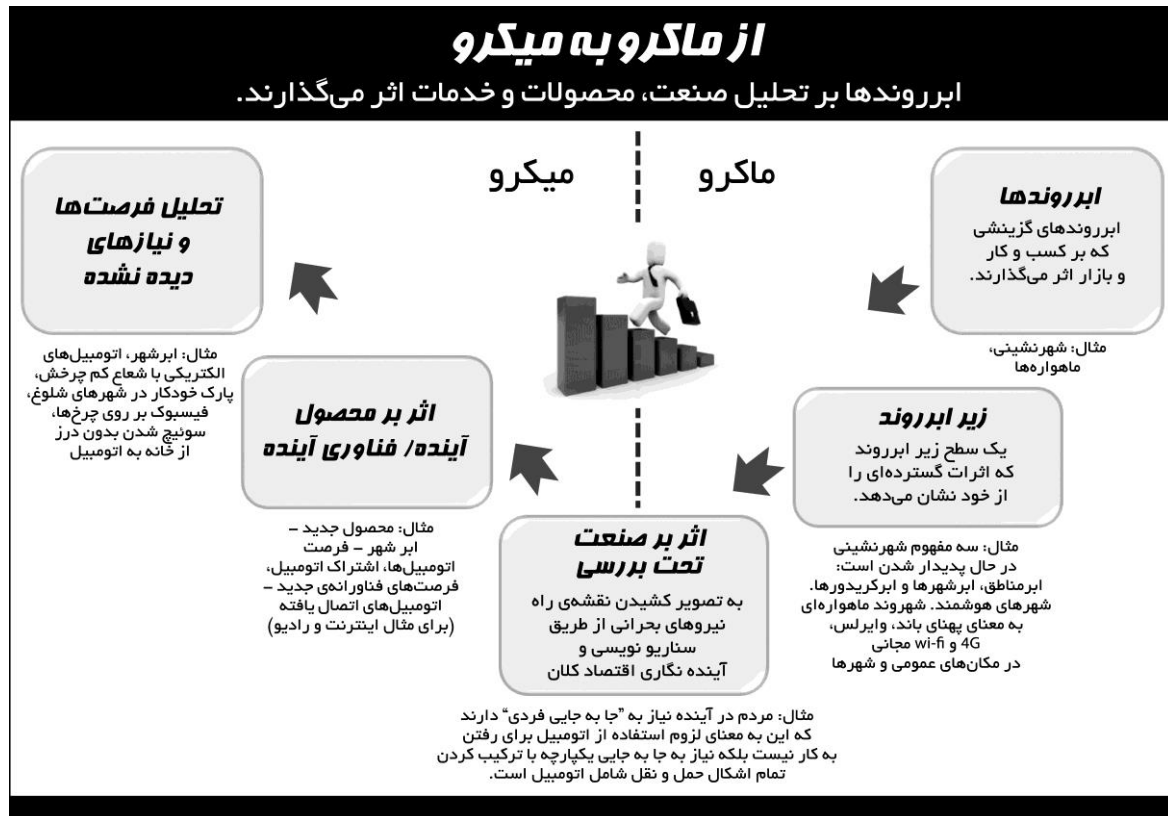 از ماکرو به میکرو
ابرروندها بر تحلیل صنعت، محصولات و خدمات اثر می‌گذارند.
ماکرو
میکرو
ابرروندها
ابرروندهای گزینشی
که بر کسب و کار
و بازار اثر می‌گذارند.
مثال: شهرنشینی،
ماهواره‌ها
زیر ابرروند
یک سطح زیر ابرروند
که اثرات گسترده‌ای را
از خود نشان می‌دهد.
مثال: سه مفهوم شهرنشینی
در حال پدیدار شدن است:
ابرمناطق، ابرشهرها و ابرکریدورها.
شهرهای هوشمند. شهروند ماهواره‌ای
به معنای پهنای باند، وایرلس،
4G و wi-fi مجانی
در مکان‌های عمومی و شهرها
اثر بر صنعت
تحت بررسی
به تصویر کشیدن نقشه‌ی راه
نیروهای بحرانی از طریق
سناریو نویسی و
آینده نگاری اقتصاد کلان
مثال: مردم در آینده نیاز به "جا به جایی فردی" دارند
که این به معنای لزوم استفاده از اتومبیل برای رفتن
به کار نیست بلکه نیاز به جا به جایی یکپارچه با ترکیب کردن
تمام اشکال حمل و نقل شامل اتومبیل است.
اثر بر محصول
آینده/ فناوری آینده
مثال: محصول جدید –
ابر شهر – فرصت
اتومبیل‌ها، اشتراک اتومبیل،
فرصت‌های فناورانه‌ی جدید –
اتومبیل‌های اتصال یافته
(برای مثال اینترنت و رادیو)
تحلیل فرصت‌ها
و نیازهای
دیده نشده
مثال: ابرشهر، اتومبیل‌های
الکتریکی با شعاع کم چرخش،
پارک خودکار در شهرهای شلوغ،
فیسبوک بر روی چرخ‌ها،
سوئیچ شدن بدون درز
از خانه به اتومبیل